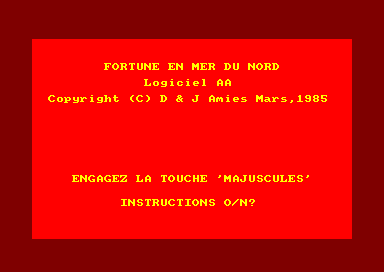 FORTUNE EN MER DU NORD
Logiciel AA
Copyright (C) D & J Amies Mars,1985
ENGAGEZ LA TOUCHE 'MAJUSCULES'
INSTRUCTIONS O/N?